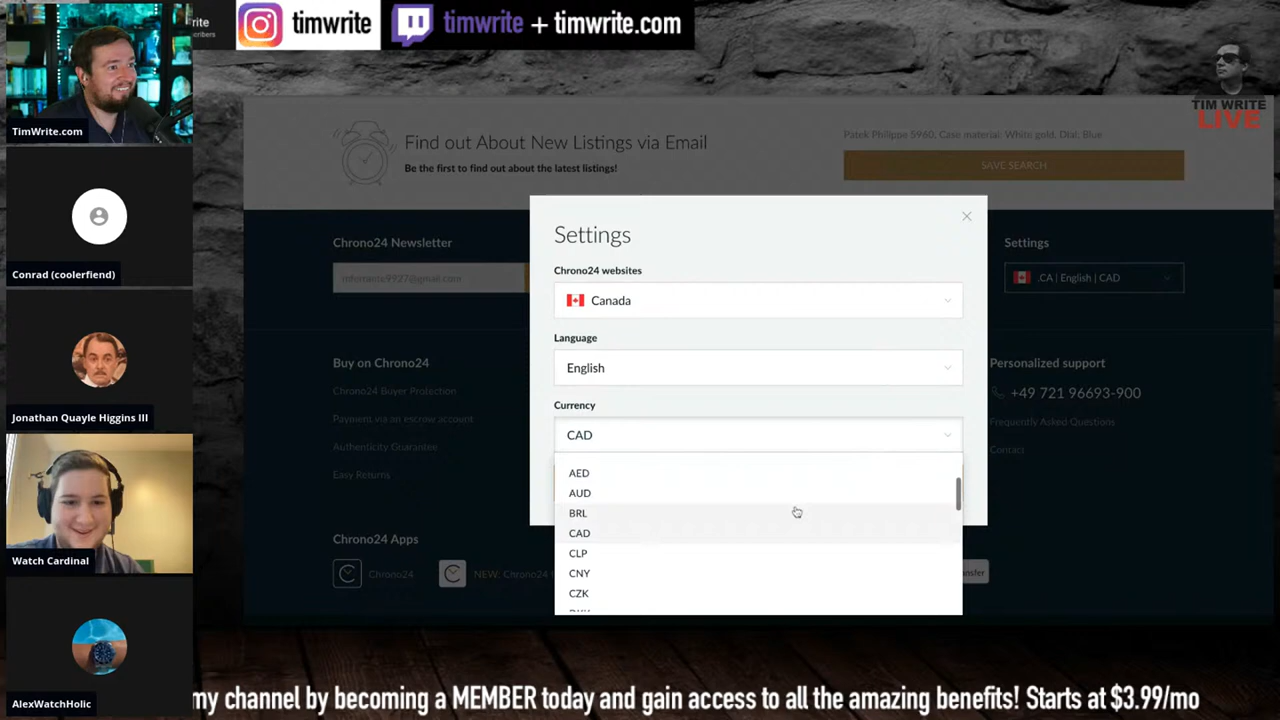 rite
scribers
timwrite
timwrite + timwrite.com
TIM WRITE
LIVE
TimWrite.com
Conrad (coolerfiend)
Jonathan Quayle Higgins III
Watch Cardinal
AlexWatchHolic
Find out About New Listings via Email
Be the first to find out about the latest listings!
Patek Philippe 5960, Case material: White gold, Dial: Blue
SAVE SEARCH
Chrono24 Newsletter
Settings
.CA | English | CAD
Settings
Chrono24 websites
Canada
Language
English
Currency
CAD
AED
AUD
BRL
CAD
CLP
CNY
CZK
Buy on Chrono24
Chrono24 Buyer Protection
Payment via an escrow account
Authenticity Guarantee
Easy Returns
Personalized support
+49 721 96693-900
Frequently Asked Questions
Contact
Chrono24 Apps
Chrono24
NEW: Chrono24
my channel by becoming a MEMBER today and gain access to all the amazing benefits! Starts at $3.99/mo